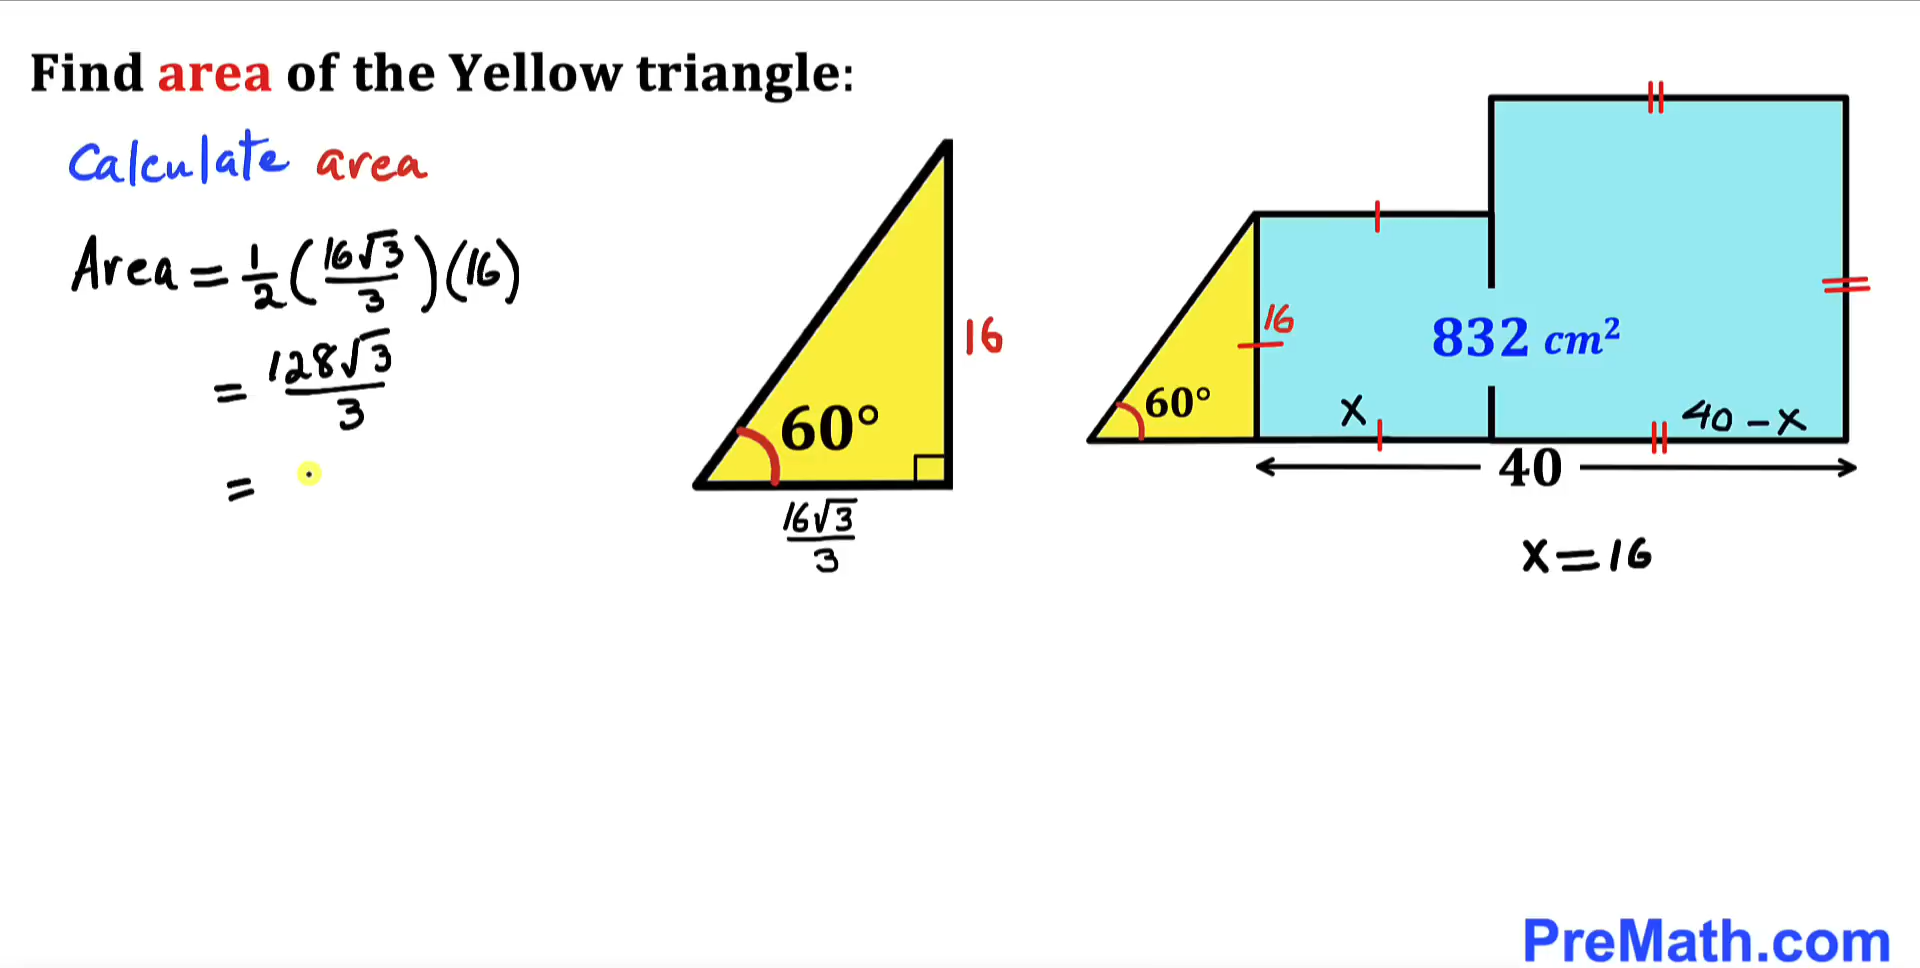 Find area of the Yellow triangle:
Calculate area
Area = 1/2 (16√3/3)(16)
= 128√3/3
=
60°
16
16√3/3
60°
16
832 cm²
x
40 - x
40
x = 16
PreMath.com